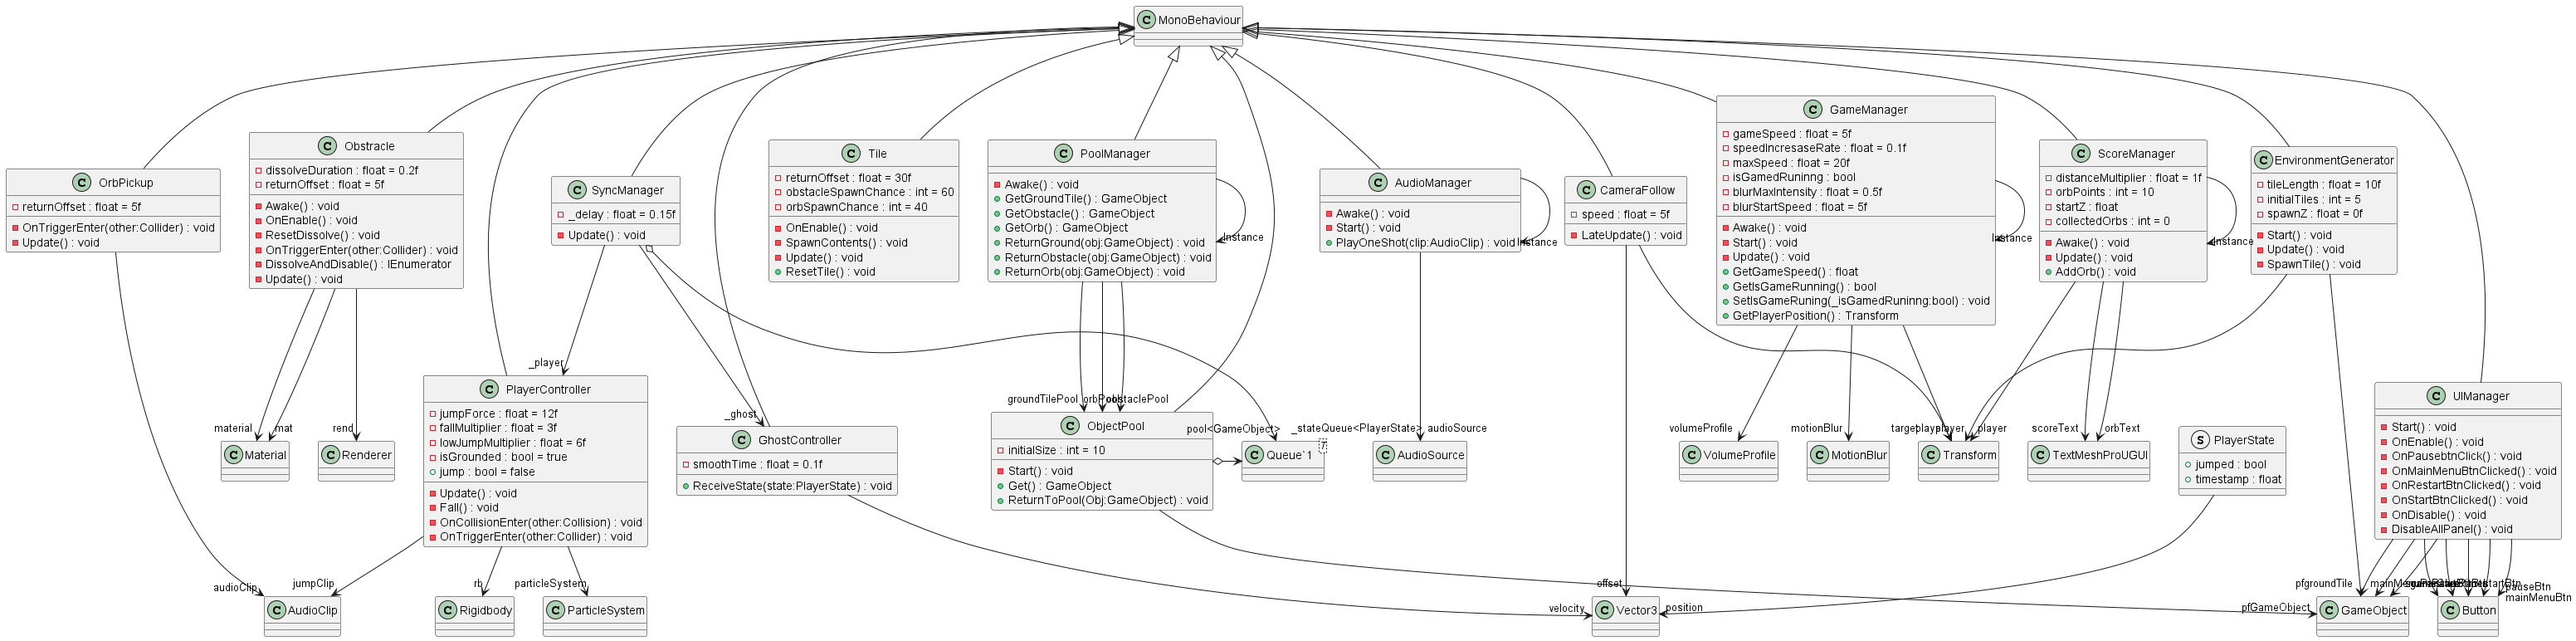 MonoBehaviour
OrbPickup
returnOffset : float = 5f
OnTriggerEnter(other:Collider) : void
Update() : void
Obstracle
dissolveDuration : float = 0.2f
returnOffset : float = 5f
Awake() : void
OnEnable() : void
ResetDissolve() : void
OnTriggerEnter(other:Collider) : void
DissolveAndDisable() : IEnumerator
Update() : void
SyncManager
_delay : float = 0.15f
Update() : void
Tile
returnOffset : float = 30f
obstacleSpawnChance : int = 60
orbSpawnChance : int = 40
OnEnable() : void
SpawnContents() : void
Update() : void
ResetTile() : void
PoolManager
Awake() : void
GetGroundTile() : GameObject
GetObstacle() : GameObject
GetOrb() : GameObject
ReturnGround(obj:GameObject) : void
ReturnObstacle(obj:GameObject) : void
ReturnOrb(obj:GameObject) : void
Instance
AudioManager
Awake() : void
Start() : void
PlayOneShot(clip:AudioClip) : void
Instance
CameraFollow
speed : float = 5f
LateUpdate() : void
GameManager
gameSpeed : float = 5f
speedIncresaseRate : float = 0.1f
maxSpeed : float = 20f
isGamedRuninng : bool
blurMaxIntensity : float = 0.5f
blurStartSpeed : float = 5f
Awake() : void
Start() : void
Update() : void
GetGameSpeed() : float
GetIsGameRunning() : bool
SetIsGameRuning(_isGamedRuninng:bool) : void
GetPlayerPosition() : Transform
Instance
ScoreManager
distanceMultiplier : float = 1f
orbPoints : int = 10
startZ : float
collectedOrbs : int = 0
Awake() : void
Update() : void
AddOrb() : void
Instance
EnvironmentGenerator
tileLength : float = 10f
initialTiles : int = 5
spawnZ : float = 0f
Start() : void
Update() : void
SpawnTile() : void
_player
PlayerController
jumpForce : float = 12f
fallMultiplier : float = 3f
lowJumpMultiplier : float = 6f
isGrounded : bool = true
jump : bool = false
Update() : void
Fall() : void
OnCollisionEnter(other:Collision) : void
OnTriggerEnter(other:Collider) : void
_ghost
GhostController
smoothTime : float = 0.1f
ReceiveState(state:PlayerState) : void
groundTilePool
orbPool
obstaclePool
ObjectPool
initialSize : int = 10
Start() : void
Get() : GameObject
ReturnToPool(Obj:GameObject) : void
pool<GameObject>
_stateQueue<PlayerState>
Queue`1
T
audioSource
AudioSource
material
mat
Material
rend
Renderer
volumeProfile
VolumeProfile
motionBlur
MotionBlur
target
player
player
player
Transform
scoreText
orbText
TextMeshProUGUI
PlayerState
jumped : bool
timestamp : float
UIManager
Start() : void
OnEnable() : void
OnPausebtnClick() : void
OnMainMenuBtnClicked() : void
OnRestartBtnClicked() : void
OnStartBtnClicked() : void
OnDisable() : void
DisableAllPanel() : void
audioClip
jumpClip
AudioClip
rb
Rigidbody
particleSystem
ParticleSystem
velocity
offset
position
Vector3
pfGameObject
pfgroundTile
GameObject
pauseBtn
mainMenuBtn
Button